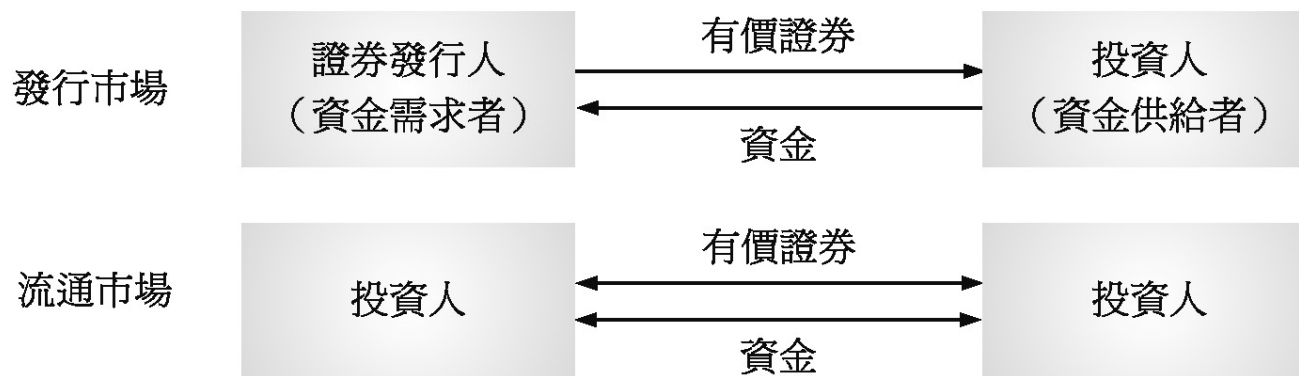 有價證券
發行市場
證券發行人
（資金需求者）
投資人
（資金供給者）
資金
有價證券
流通市場
投資人
投資人
資金